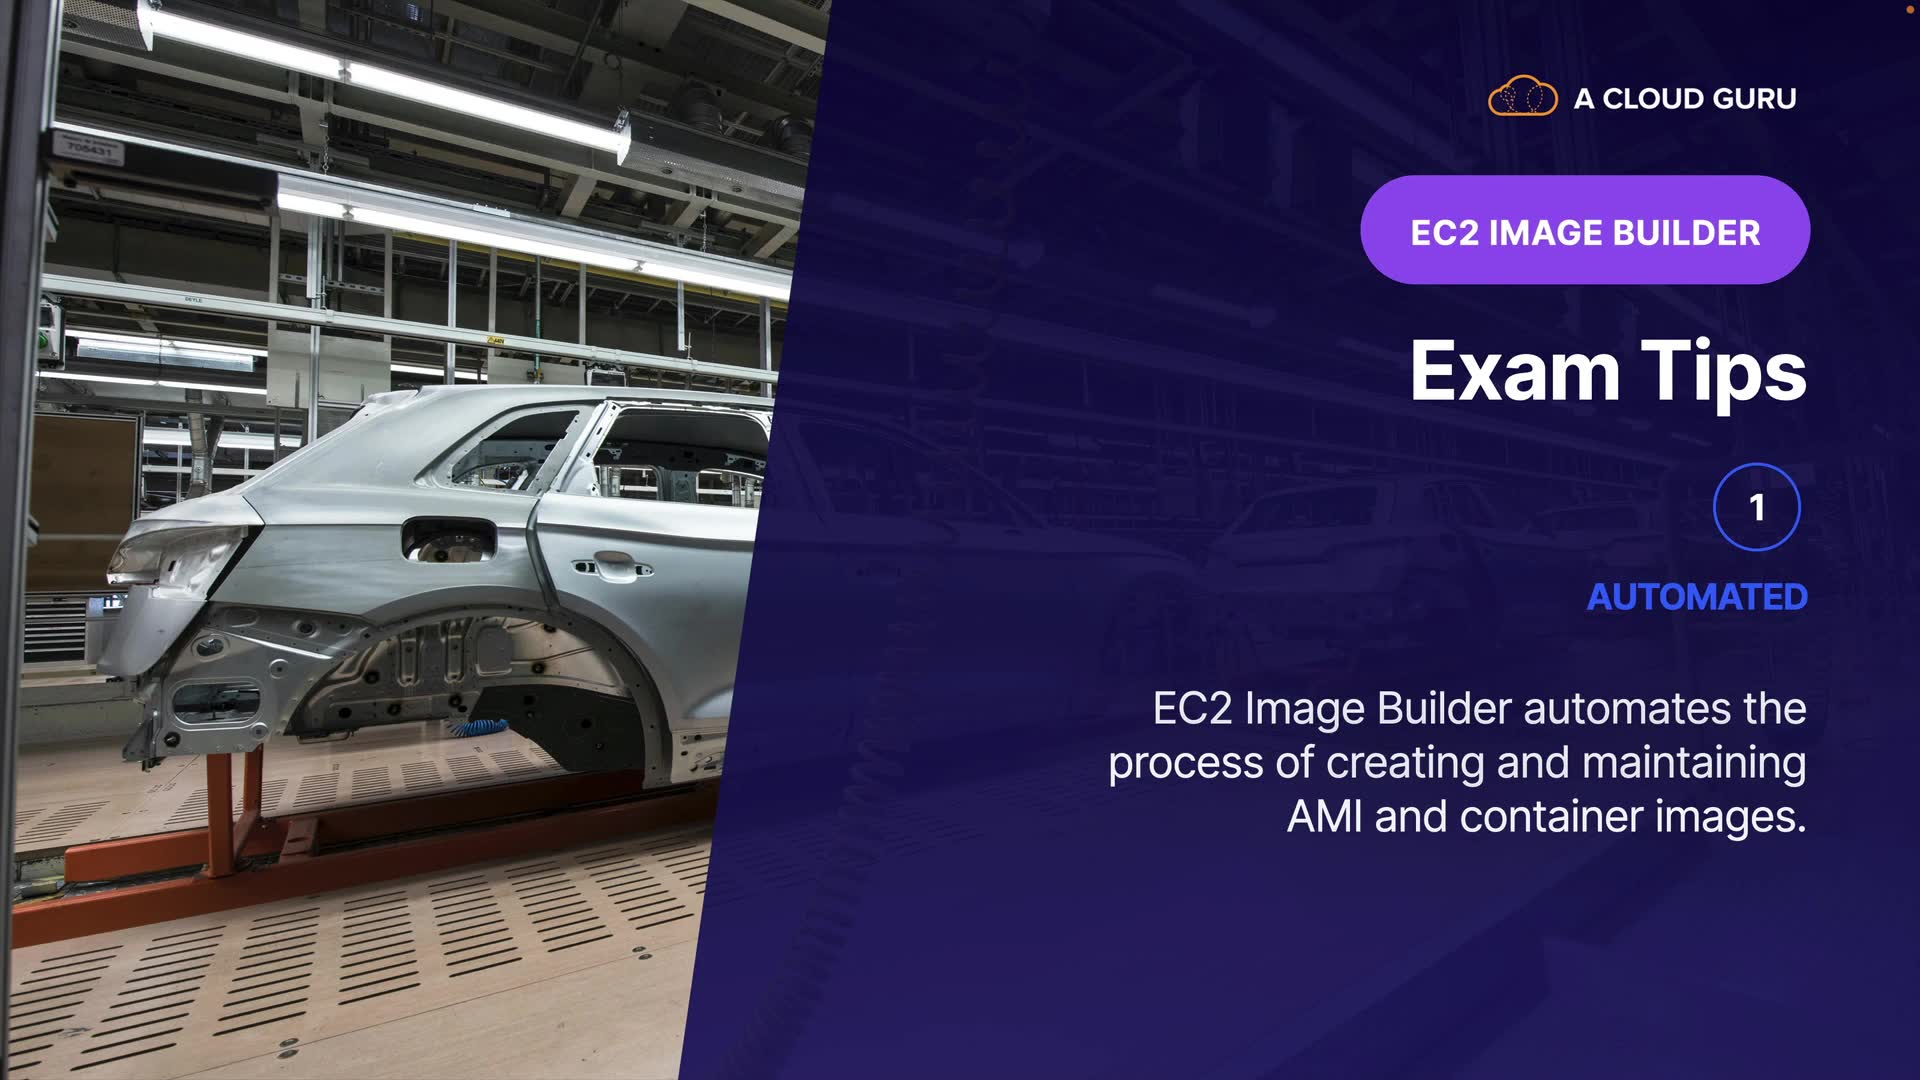 A CLOUD GURU
EC2 IMAGE BUILDER
Exam Tips
1
AUTOMATED
EC2 Image Builder automates the
process of creating and maintaining
AMI and container images.
705431